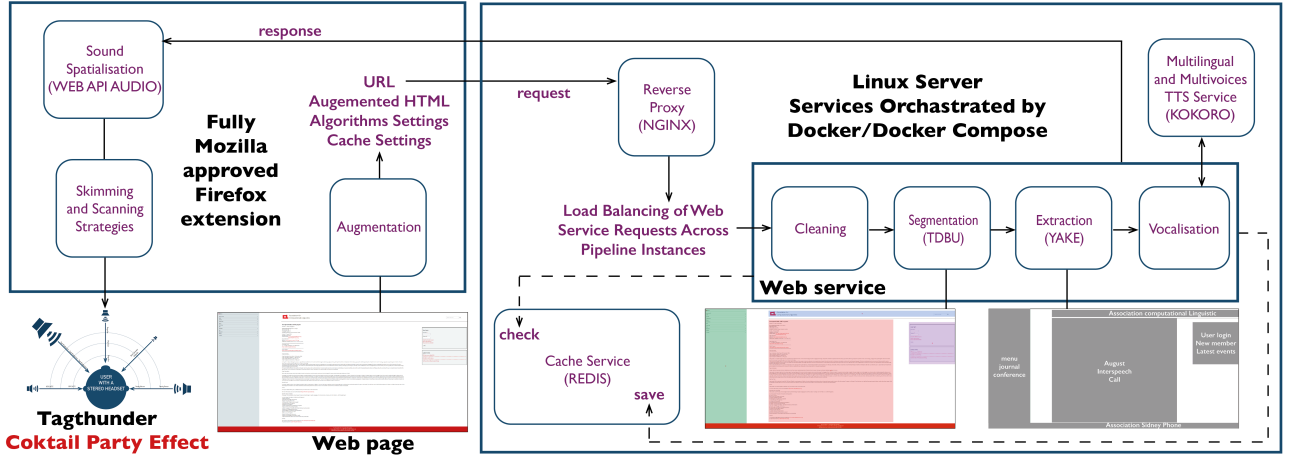 response
Sound
Spatialisation
(WEB API AUDIO)
Skimming
and Scanning
Strategies
Fully
Mozilla
approved
Firefox
extension
URL
Augemented HTML
Algorithms Settings
Cache Settings
Augmentation
request
Reverse
Proxy
(NGINX)
Linux Server
Services Orchastrated by
Docker/Docker Compose
Multilingual
and Multivoices
TTS Service
(KOKORO)
Load Balancing of Web
Service Requests Across
Pipeline Instances
Cleaning
Segmentation
(TDBU)
Extraction
(YAKE)
Vocalisation
Web service
check
Cache Service
(REDIS)
save
USER
WITH A
STEREO HEADSET
Tagthunder
Coktail Party Effect
Web page
Association computational Linguistic
menu
journal
conference
August
Interspeech
Call
User login
New member
Latest events
Association Sidney Phone